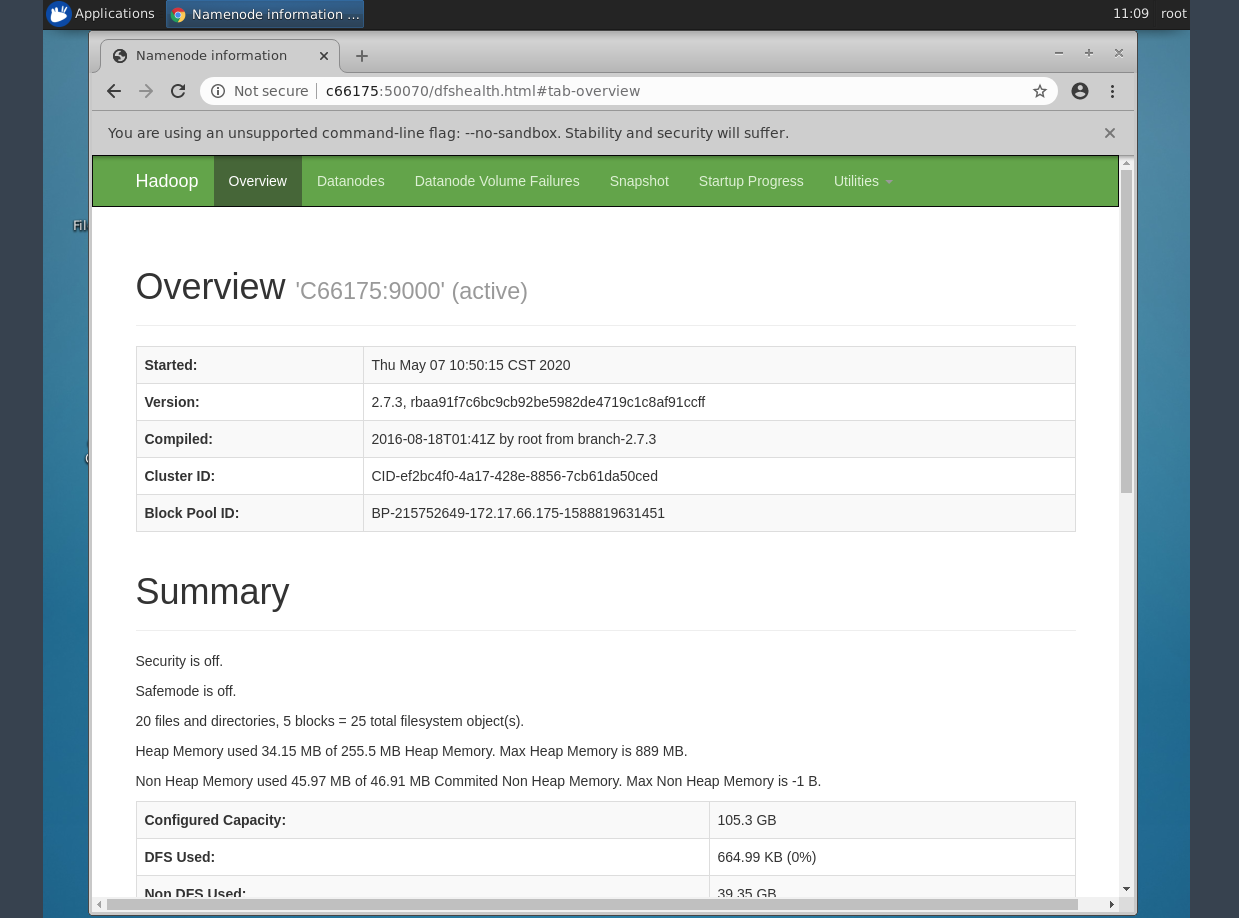 Applications Namenode information ... 11:09 root
Namenode information
Not secure c66175:50070/dfshealth.html#tab-overview
You are using an unsupported command-line flag: --no-sandbox. Stability and security will suffer.
Hadoop Overview Datanodes Datanode Volume Failures Snapshot Startup Progress Utilities
Fil
Overview 'C66175:9000' (active)
Started: Thu May 07 10:50:15 CST 2020
Version: 2.7.3, rbaa91f7c6bc9cb92be5982de4719c1c8af91ccff
Compiled: 2016-08-18T01:41Z by root from branch-2.7.3
Cluster ID: CID-ef2bc4f0-4a17-428e-8856-7cb61da50ced
Block Pool ID: BP-215752649-172.17.66.175-1588819631451
Summary
Security is off.
Safemode is off.
20 files and directories, 5 blocks = 25 total filesystem object(s).
Heap Memory used 34.15 MB of 255.5 MB Heap Memory. Max Heap Memory is 889 MB.
Non Heap Memory used 45.97 MB of 46.91 MB Commited Non Heap Memory. Max Non Heap Memory is -1 B.
Configured Capacity: 105.3 GB
DFS Used: 664.99 KB (0%)
Non DFS Used: 39.35 GB